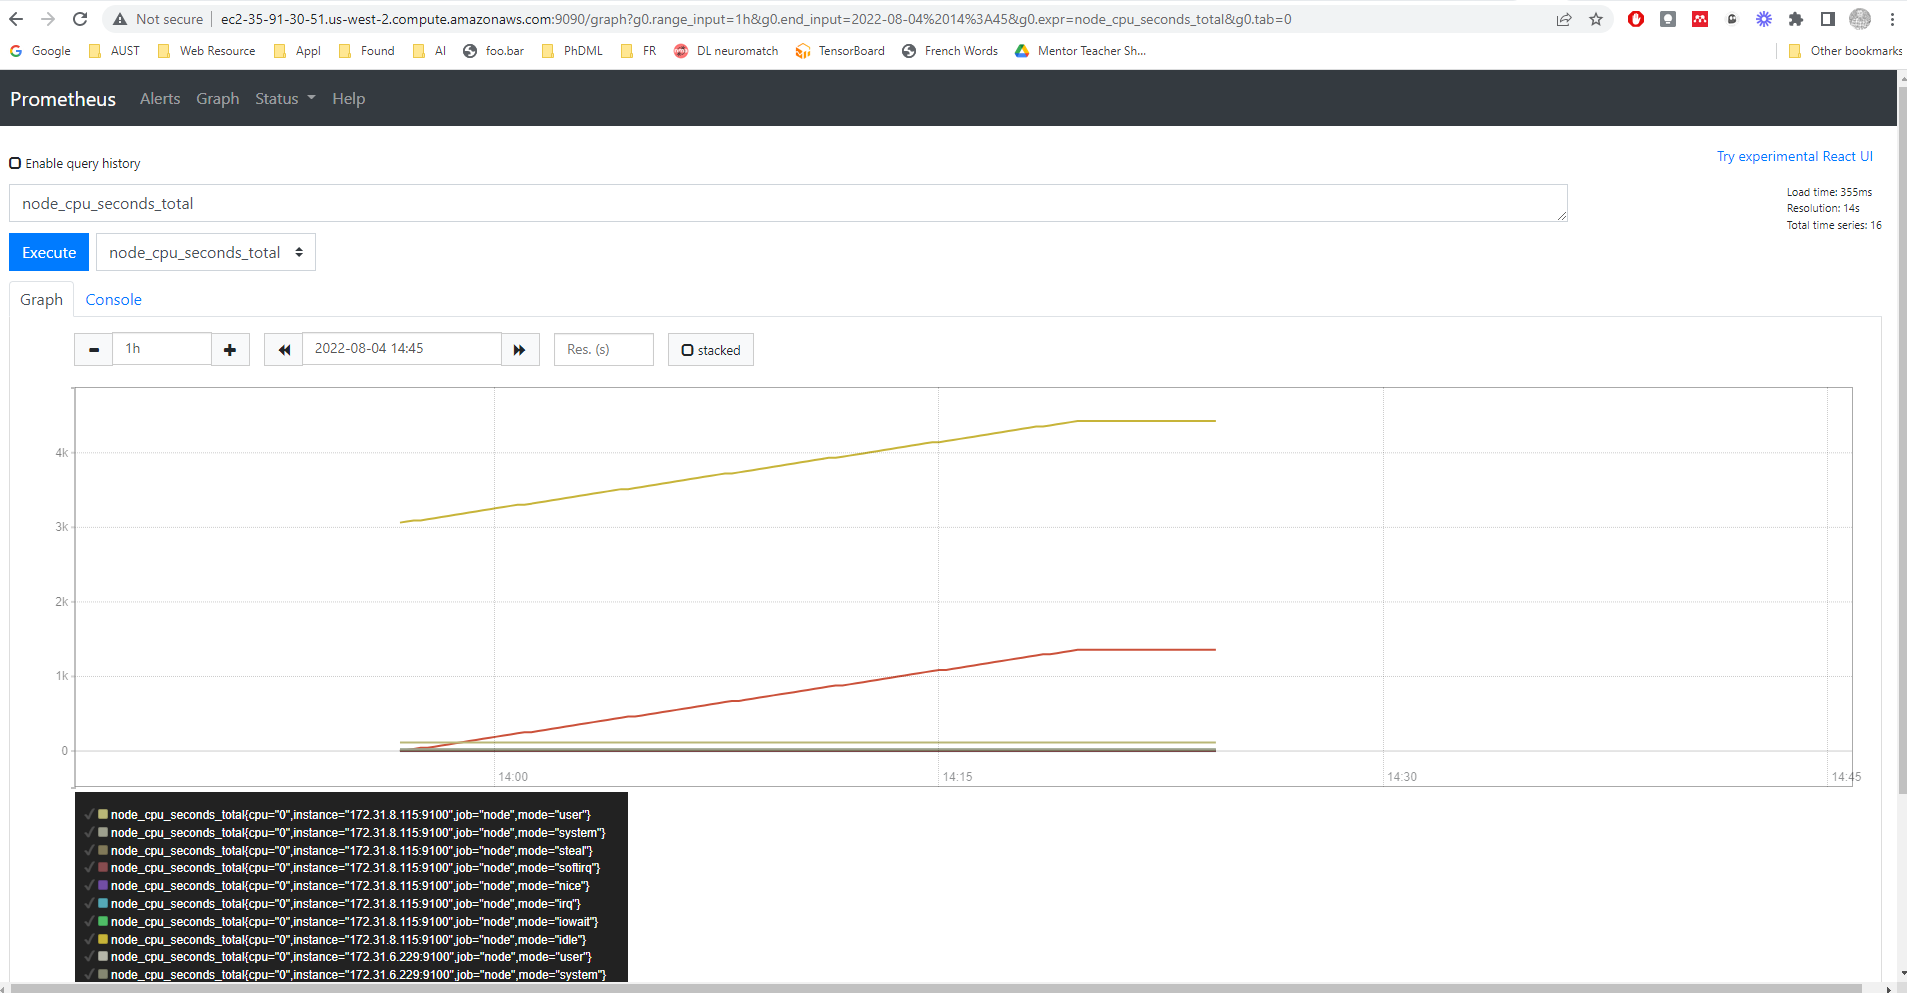 Not secure | ec2-35-91-30-51.us-west-2.compute.amazonaws.com:9090/graph?g0.range_input=1h&g0.end_input=2022-08-04%2014%3A45&g0.expr=node_cpu_seconds_total&g0.tab=0
Google AUST Web Resource Appl Found AI foo.bar PhDML FR DL neuromatch TensorBoard French Words Mentor Teacher Sh... Other bookmarks
Prometheus Alerts Graph Status Help
Enable query history
Try experimental React UI
node_cpu_seconds_total
Load time: 355ms
Resolution: 14s
Total time series: 16
Execute node_cpu_seconds_total
Graph Console
1h 2022-08-04 14:45 Res. (s) stacked
4k
3k
2k
1k
0
14:00 14:15 14:30 14:45
node_cpu_seconds_total{cpu="0",instance="172.31.8.115:9100",job="node",mode="user"}
node_cpu_seconds_total{cpu="0",instance="172.31.8.115:9100",job="node",mode="system"}
node_cpu_seconds_total{cpu="0",instance="172.31.8.115:9100",job="node",mode="steal"}
node_cpu_seconds_total{cpu="0",instance="172.31.8.115:9100",job="node",mode="softirq"}
node_cpu_seconds_total{cpu="0",instance="172.31.8.115:9100",job="node",mode="nice"}
node_cpu_seconds_total{cpu="0",instance="172.31.8.115:9100",job="node",mode="irq"}
node_cpu_seconds_total{cpu="0",instance="172.31.8.115:9100",job="node",mode="iowait"}
node_cpu_seconds_total{cpu="0",instance="172.31.8.115:9100",job="node",mode="idle"}
node_cpu_seconds_total{cpu="0",instance="172.31.6.229:9100",job="node",mode="user"}
node_cpu_seconds_total{cpu="0",instance="172.31.6.229:9100",job="node",mode="system"}